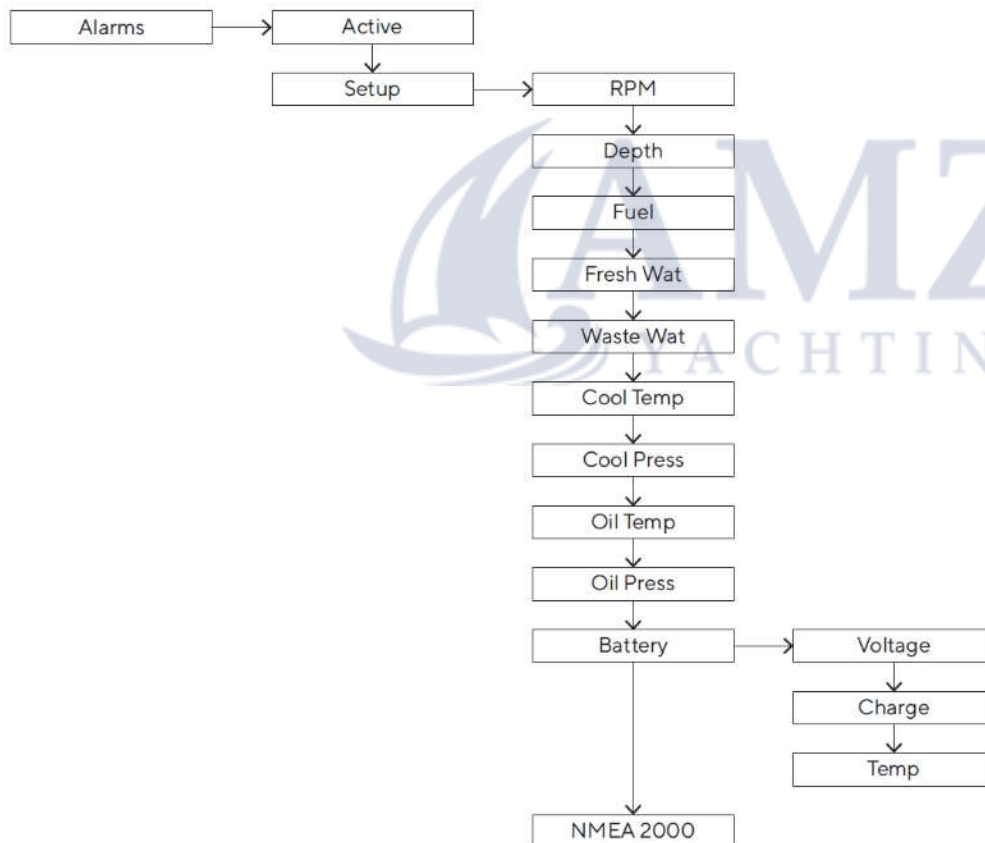 Alarms
Active
Setup
RPM
Depth
Fuel
Fresh Wat
Waste Wat
Cool Temp
Cool Press
Oil Temp
Oil Press
Battery
Voltage
Charge
Temp
NMEA 2000
AMZ
YACHTIN